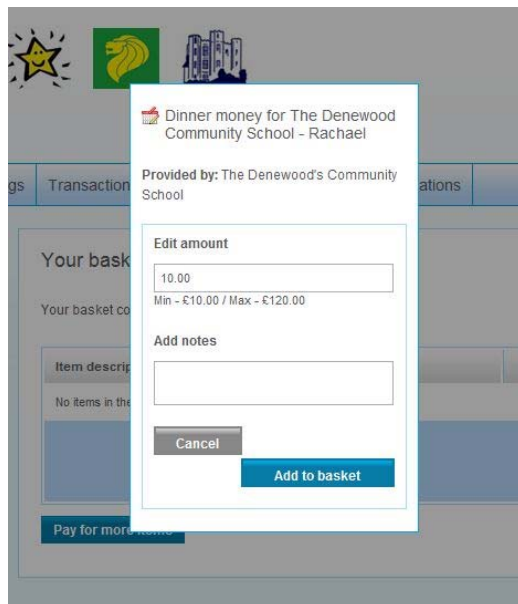 Dinner money for The Denewood
Community School - Rachael
Provided by: The Denewood's Community
School
gs Transaction ations
Edit amount
Your bask
10.00
Min - £10.00 / Max - £120.00
Your basket co
Add notes
Item descrip
No items in the
Cancel
Add to basket
Pay for more items